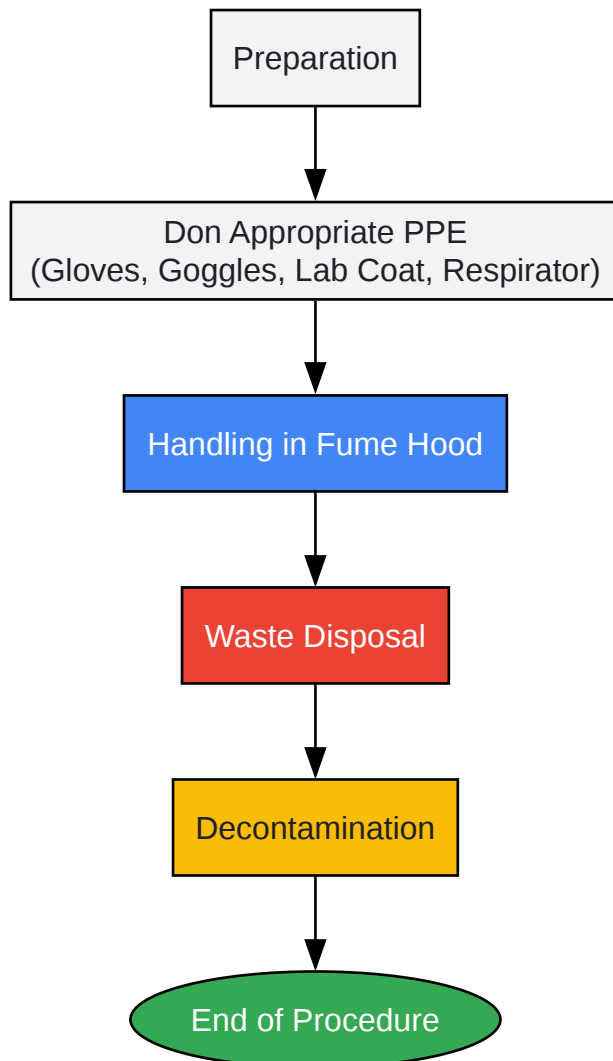 Preparation
Don Appropriate PPE
(Gloves, Goggles, Lab Coat, Respirator)
Handling in Fume Hood
Waste Disposal
Decontamination
End of Procedure